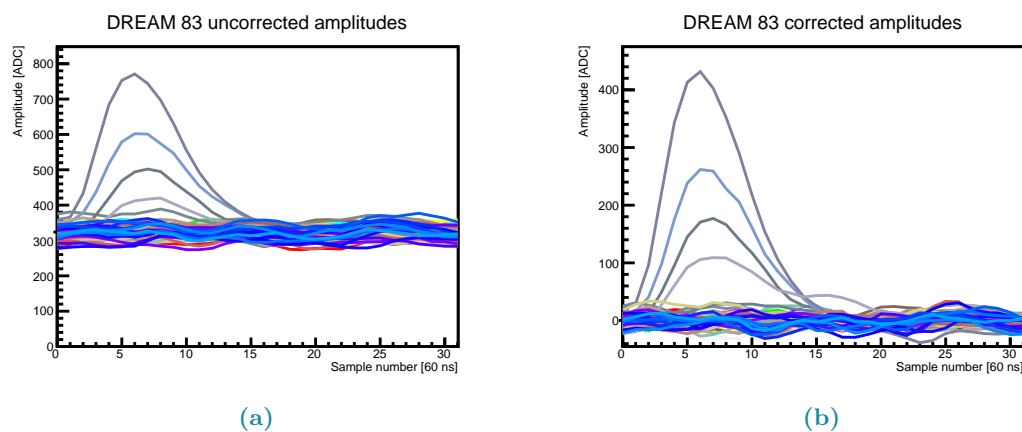 DREAM 83 uncorrected amplitudes
Amplitude [ADC]
800
700
600
500
400
300
200
100
0
0 5 10 15 20 25 30
Sample number [60 ns]
(a)
DREAM 83 corrected amplitudes
Amplitude [ADC]
400
300
200
100
0
0 5 10 15 20 25 30
Sample number [60 ns]
(b)